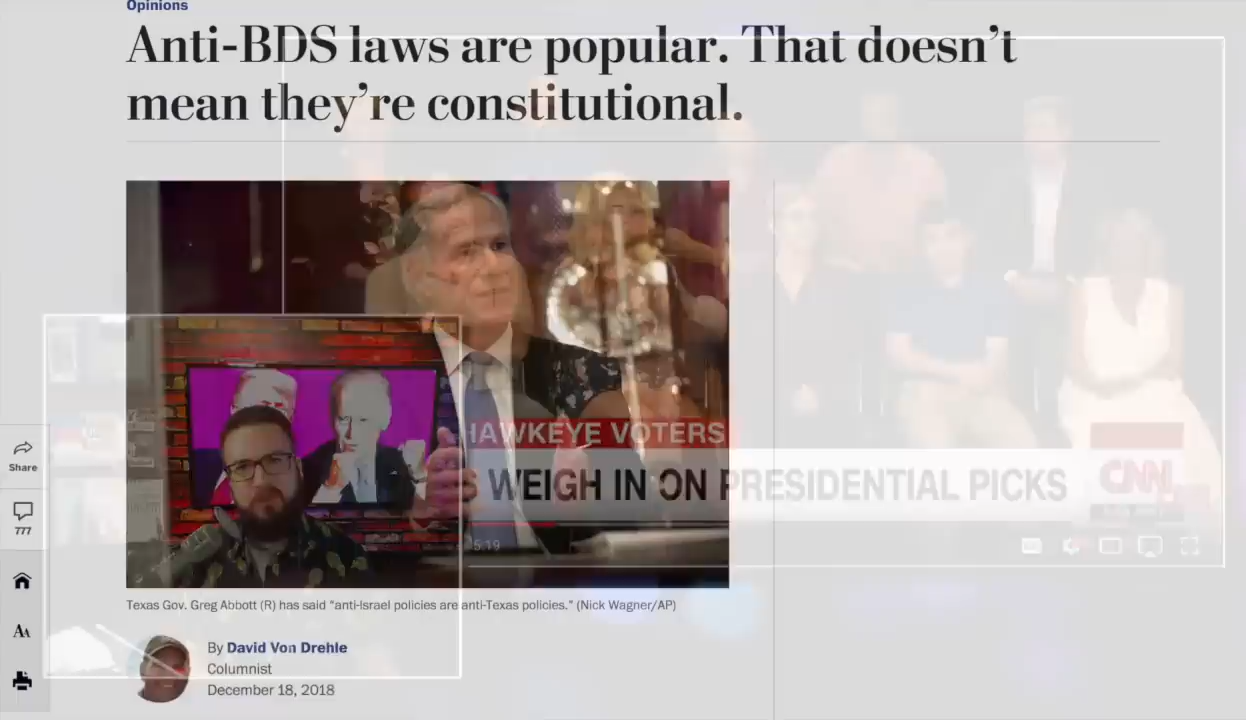 Opinions
Anti-BDS laws are popular. That doesn’t
mean they’re constitutional.
HAWKEYE VOTERS
WEIGH IN ON PRESIDENTIAL PICKS
CNN
Share
777
5:19
AA
Texas Gov. Greg Abbott (R) has said "anti-Israel policies are anti-Texas policies." (Nick Wagner/AP)
By David Von Drehle
Columnist
December 18, 2018